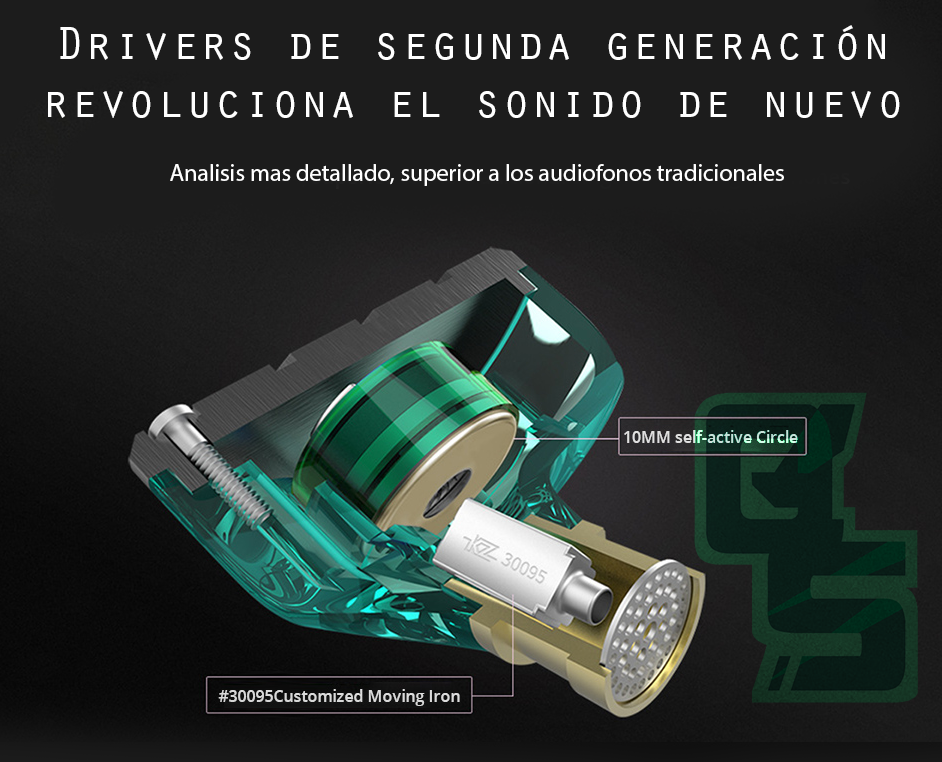 DRIVERS DE SEGUNDA GENERACIÓN
REVOLUCIONA EL SONIDO DE NUEVO
Analisis mas detallado, superior a los audiofonos tradicionales
10MM self-active Circle
KZ 30095
#30095Customized Moving Iron